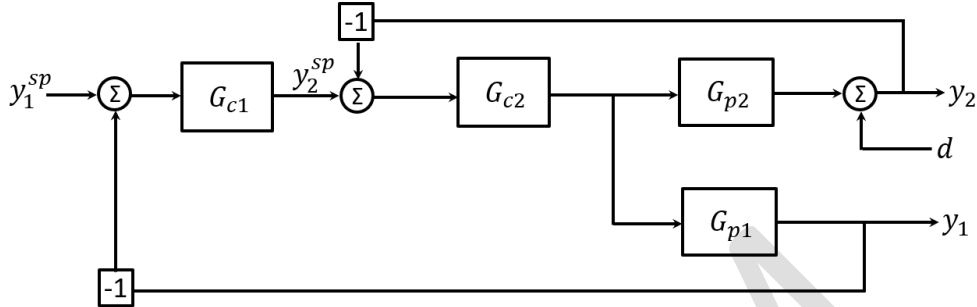 -1
y_1^{sp}
Σ
G_{c1}
y_2^{sp}
Σ
G_{c2}
G_{p2}
Σ
y_2
d
G_{p1}
y_1
-1